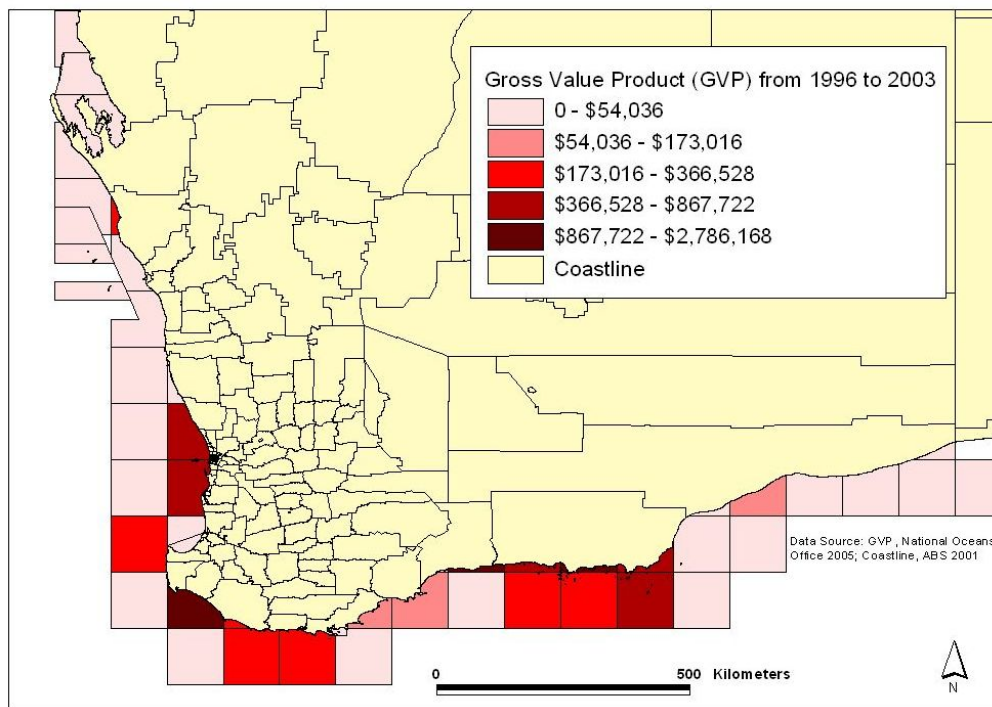 Gross Value Product (GVP) from 1996 to 2003
0 - $54,036
$54,036 - $173,016
$173,016 - $366,528
$366,528 - $867,722
$867,722 - $2,786,168
Coastline
Data Source: GVP, National Oceans
Office 2005; Coastline, ABS 2001
0 500 Kilometers
N